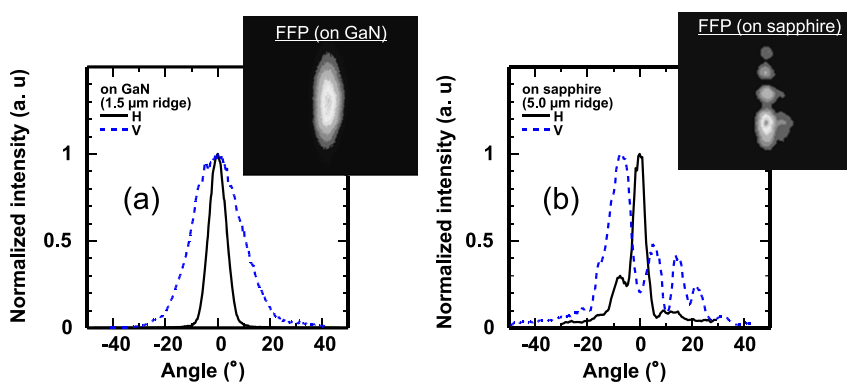 FFP (on GaN)
Normalized intensity (a. u)
on GaN
(1.5 µm ridge)
H
V
(a)
1
0.5
0
-40 -20 0 20 40
Angle (°)
FFP (on sapphire)
Normalized intensity (a. u)
on sapphire
(5.0 µm ridge)
H
V
(b)
1
0.5
0
-40 -20 0 20 40
Angle (°)